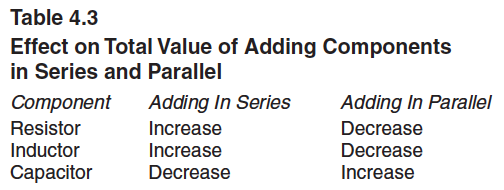 Table 4.3
Effect on Total Value of Adding Components
in Series and Parallel
Component Adding In Series Adding In Parallel
Resistor Increase Decrease
Inductor Increase Decrease
Capacitor Decrease Increase